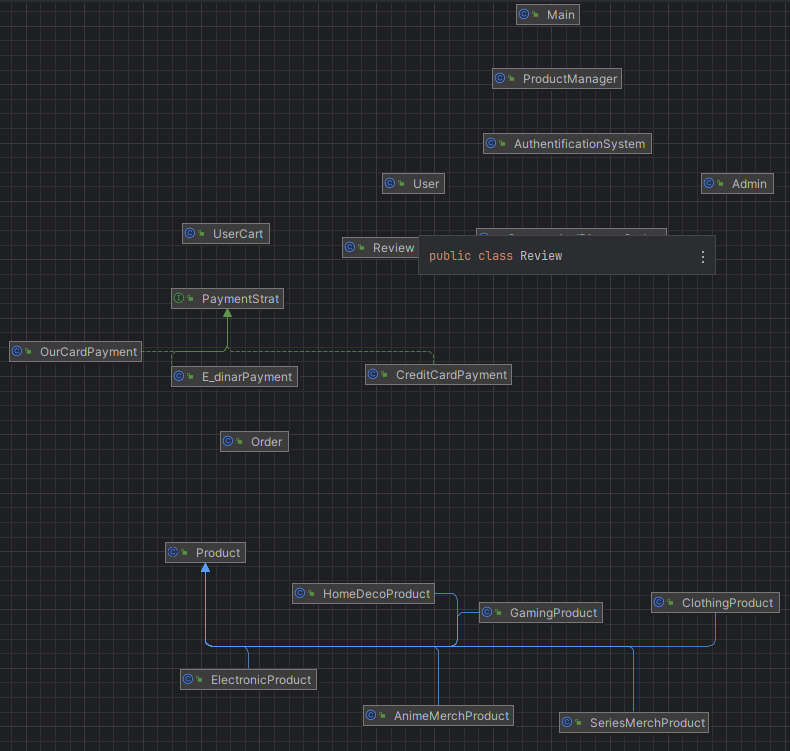 Main
ProductManager
AuthentificationSystem
User
Admin
UserCart
Review
public class Review
PaymentStrat
OurCardPayment
E_dinarPayment
CreditCardPayment
Order
Product
HomeDecoProduct
GamingProduct
ClothingProduct
ElectronicProduct
AnimeMerchProduct
SeriesMerchProduct